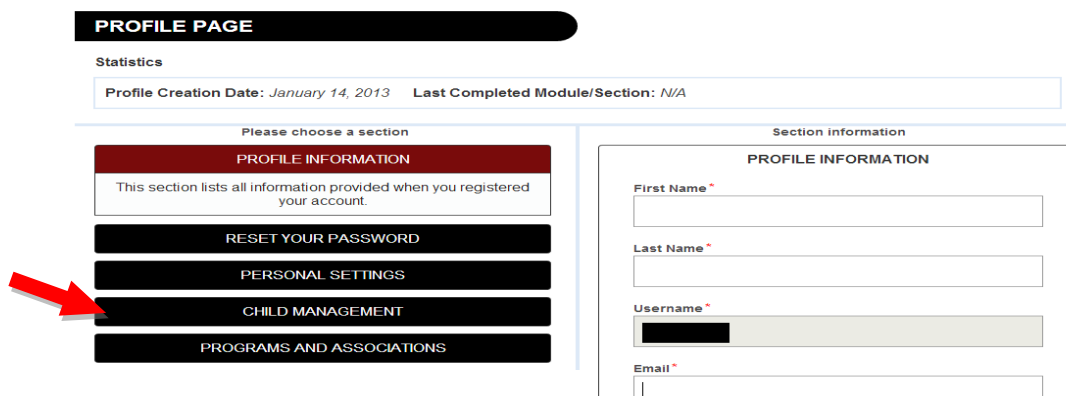 PROFILE PAGE
Statistics
Profile Creation Date: January 14, 2013 Last Completed Module/Section: N/A
Please choose a section
PROFILE INFORMATION
This section lists all information provided when you registered
your account.
RESET YOUR PASSWORD
PERSONAL SETTINGS
CHILD MANAGEMENT
PROGRAMS AND ASSOCIATIONS
Section information
PROFILE INFORMATION
First Name*
Last Name*
Username*
Email*